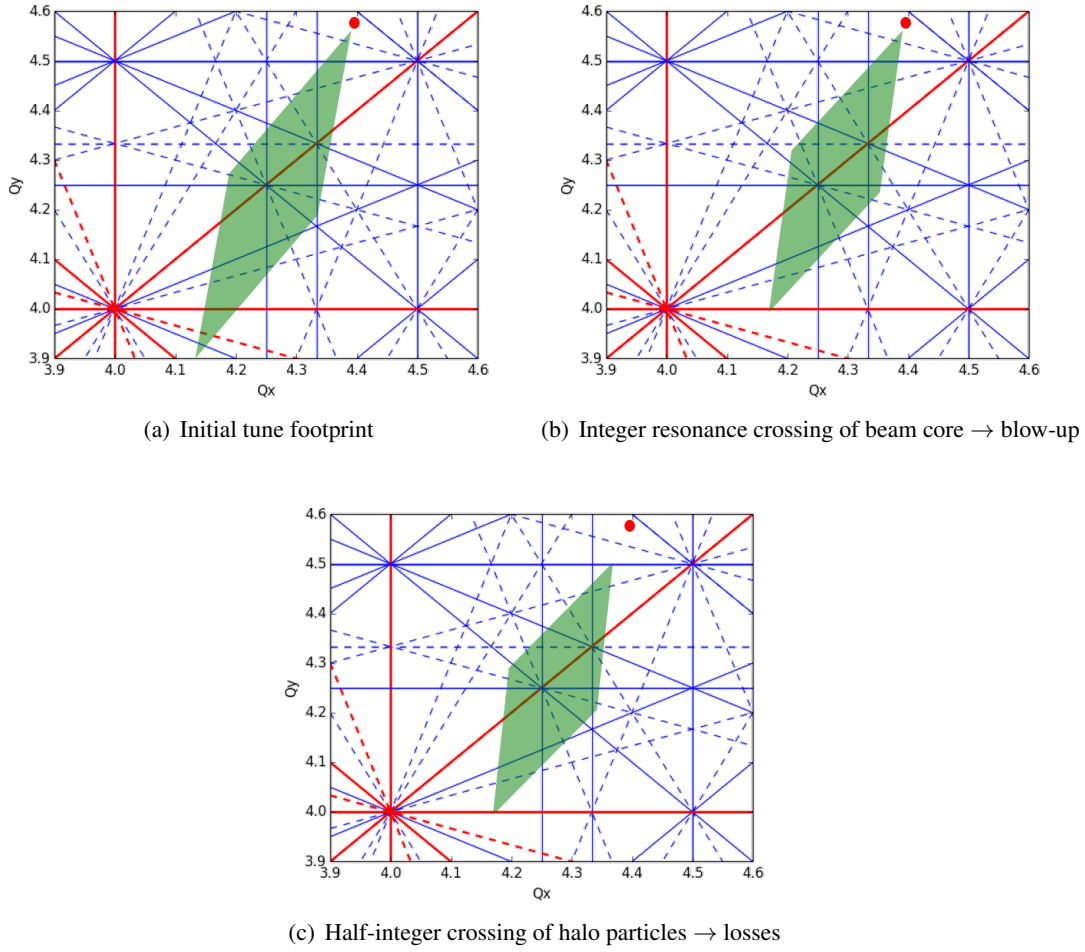 4.6
4.5
4.4
4.3
4.2
4.1
4.0
3.9
Qy
3.9 4.0 4.1 4.2 4.3 4.4 4.5 4.6
Qx
(a) Initial tune footprint
4.6
4.5
4.4
4.3
4.2
4.1
4.0
3.9
Qy
3.9 4.0 4.1 4.2 4.3 4.4 4.5 4.6
Qx
(b) Integer resonance crossing of beam core → blow-up
4.6
4.5
4.4
4.3
4.2
4.1
4.0
3.9
Qy
3.9 4.0 4.1 4.2 4.3 4.4 4.5 4.6
Qx
(c) Half-integer crossing of halo particles → losses